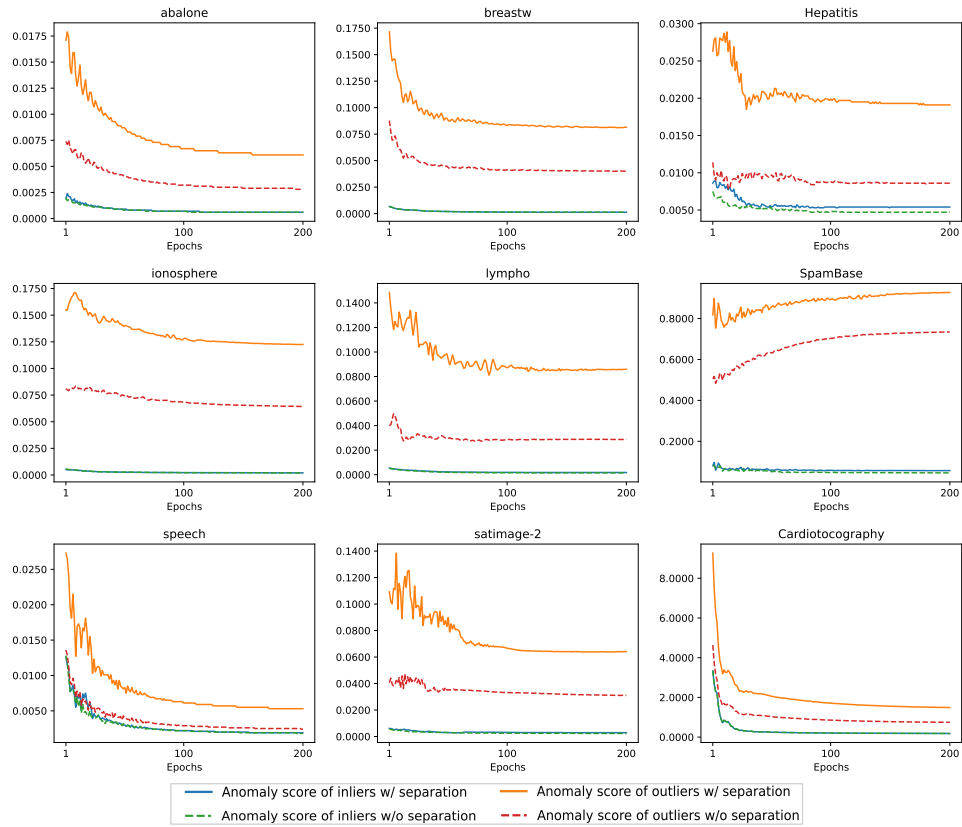 abalone
0.0175
0.0150
0.0125
0.0100
0.0075
0.0050
0.0025
0.0000
1 100 200
Epochs
breastw
0.1750
0.1500
0.1250
0.1000
0.0750
0.0500
0.0250
0.0000
1 100 200
Epochs
Hepatitis
0.0300
0.0250
0.0200
0.0150
0.0100
0.0050
1 100 200
Epochs
ionosphere
0.1750
0.1500
0.1250
0.1000
0.0750
0.0500
0.0250
0.0000
1 100 200
Epochs
lympho
0.1400
0.1200
0.1000
0.0800
0.0600
0.0400
0.0200
0.0000
1 100 200
Epochs
SpamBase
0.8000
0.6000
0.4000
0.2000
1 100 200
Epochs
speech
0.0250
0.0200
0.0150
0.0100
0.0050
1 100 200
Epochs
satimage-2
0.1400
0.1200
0.1000
0.0800
0.0600
0.0400
0.0200
0.0000
1 100 200
Epochs
Cardiotocography
8.0000
6.0000
4.0000
2.0000
0.0000
1 100 200
Epochs
Anomaly score of inliers w/ separation
Anomaly score of outliers w/ separation
Anomaly score of inliers w/o separation
Anomaly score of outliers w/o separation